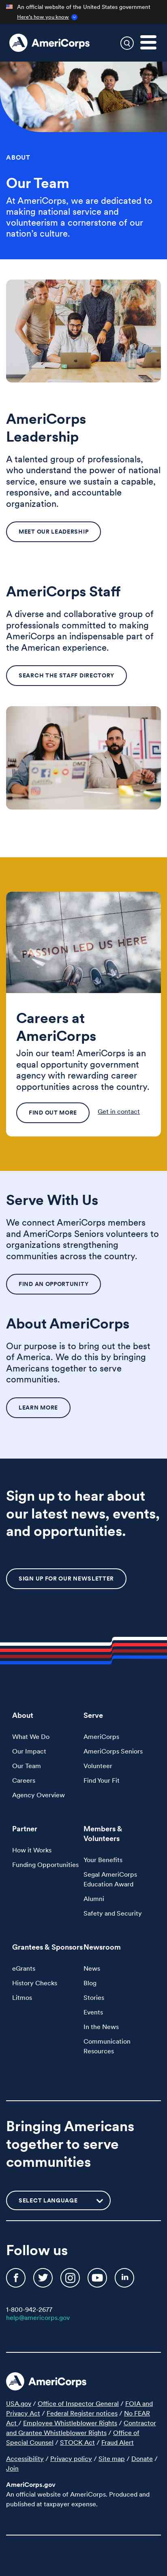 An official website of the United States government
Here's how you know
AmeriCorps
ABOUT
Our Team
At AmeriCorps, we are dedicated to
making national service and
volunteerism a cornerstone of our
nation's culture.
AmeriCorps
Leadership
A talented group of professionals,
who understand the power of national
service, ensure we sustain a capable,
responsive, and accountable
organization.
MEET OUR LEADERSHIP
AmeriCorps Staff
A diverse and collaborative group of
professionals committed to making
AmeriCorps an indispensable part of
the American experience.
SEARCH THE STAFF DIRECTORY
PASSION LED US HERE
Careers at
AmeriCorps
Join our team! AmeriCorps is an
equal opportunity government
agency with rewarding career
opportunities across the country.
FIND OUT MORE
Get in contact
Serve With Us
We connect AmeriCorps members
and AmeriCorps Seniors volunteers to
organizations strengthening
communities across the country.
FIND AN OPPORTUNITY
About AmeriCorps
Our purpose is to bring out the best
of America. We do this by bringing
Americans together to serve
communities.
LEARN MORE
Sign up to hear about
our latest news, events,
and opportunities.
SIGN UP FOR OUR NEWSLETTER
About
What We Do
Our Impact
Our Team
Careers
Agency Overview
Serve
AmeriCorps
AmeriCorps Seniors
Volunteer
Find Your Fit
Partner
How it Works
Funding Opportunities
Members &
Volunteers
Your Benefits
Segal AmeriCorps
Education Award
Alumni
Safety and Security
Grantees & Sponsors
eGrants
History Checks
Litmos
Newsroom
News
Blog
Stories
Events
In the News
Communication
Resources
Bringing Americans
together to serve
communities
SELECT LANGUAGE
Follow us
1-800-942-2677
help@americorps.gov
AmeriCorps
USA.gov / Office of Inspector General / FOIA and
Privacy Act / Federal Register notices / No FEAR
Act / Employee Whistleblower Rights / Contractor
and Grantee Whistleblower Rights / Office of
Special Counsel / STOCK Act / Fraud Alert
Accessibility / Privacy policy / Site map / Donate /
Join
AmeriCorps.gov
An official website of AmeriCorps. Produced and
published at taxpayer expense.